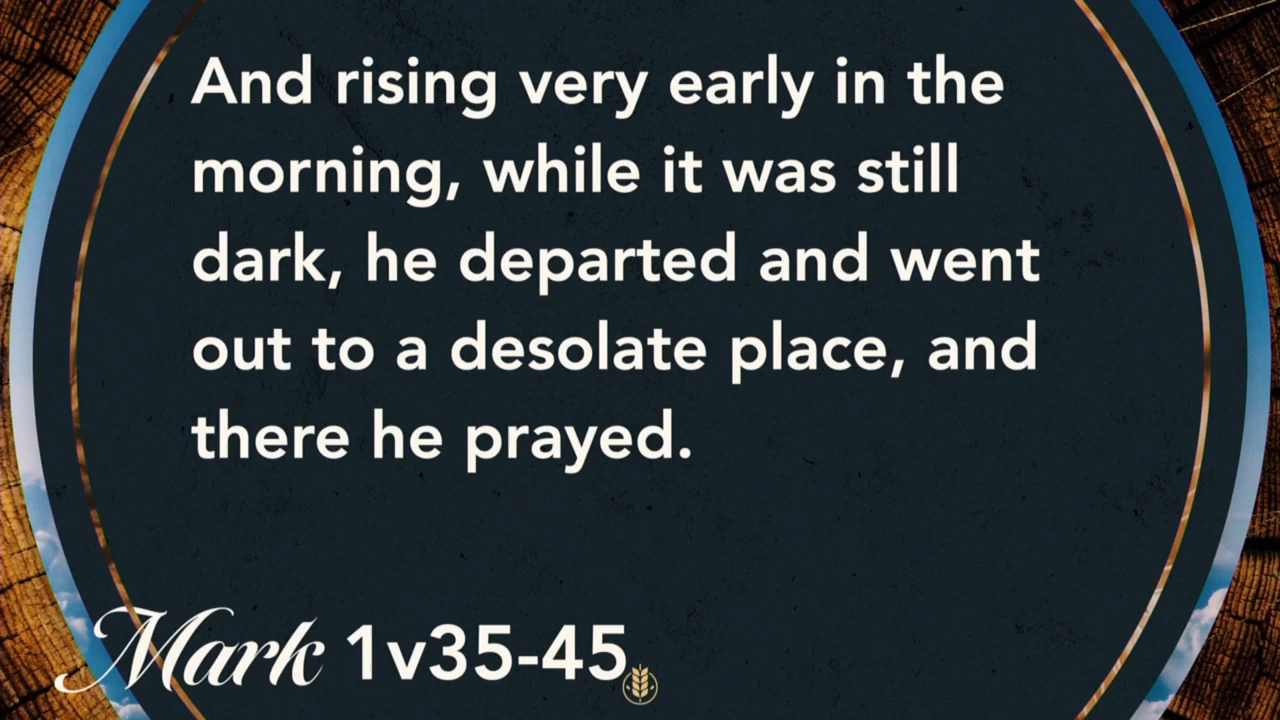 And rising very early in the
morning, while it was still
dark, he departed and went
out to a desolate place, and
there he prayed.
Mark 1v35-45